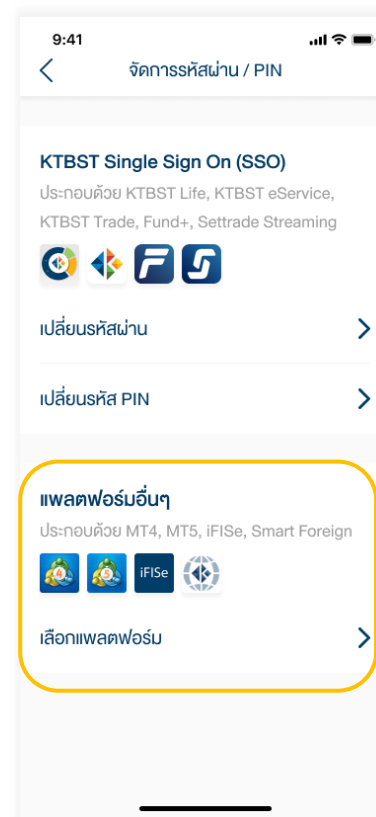 9:41
จัดการรหัสผ่าน / PIN
KTBST Single Sign On (SSO)
ประกอบด้วย KTBST Life, KTBST eService,
KTBST Trade, Fund+, Settrade Streaming
เปลี่ยนรหัสผ่าน
เปลี่ยนรหัส PIN
แพลตฟอร์มอื่นๆ
ประกอบด้วย MT4, MT5, iFISe, Smart Foreign
4
5
iFISe
เลือกแพลตฟอร์ม